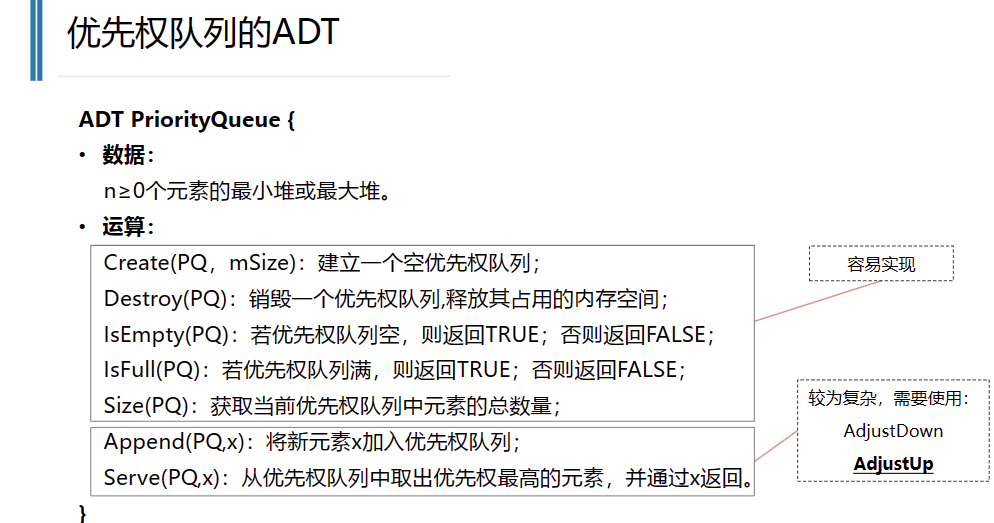 优先权队列的ADT
ADT PriorityQueue {
• 数据：
n≥0个元素的最小堆或最大堆。
• 运算：
Create(PQ，mSize)：建立一个空优先权队列；
Destroy(PQ)：销毁一个优先权队列,释放其占用的内存空间；
IsEmpty(PQ)：若优先权队列空，则返回TRUE；否则返回FALSE；
IsFull(PQ)：若优先权队列满，则返回TRUE；否则返回FALSE；
Size(PQ)：获取当前优先权队列中元素的总数量；
Append(PQ,x)：将新元素x加入优先权队列；
Serve(PQ,x)：从优先权队列中取出优先权最高的元素，并通过x返回。
}
容易实现
较为复杂，需要使用：
AdjustDown
AdjustUp